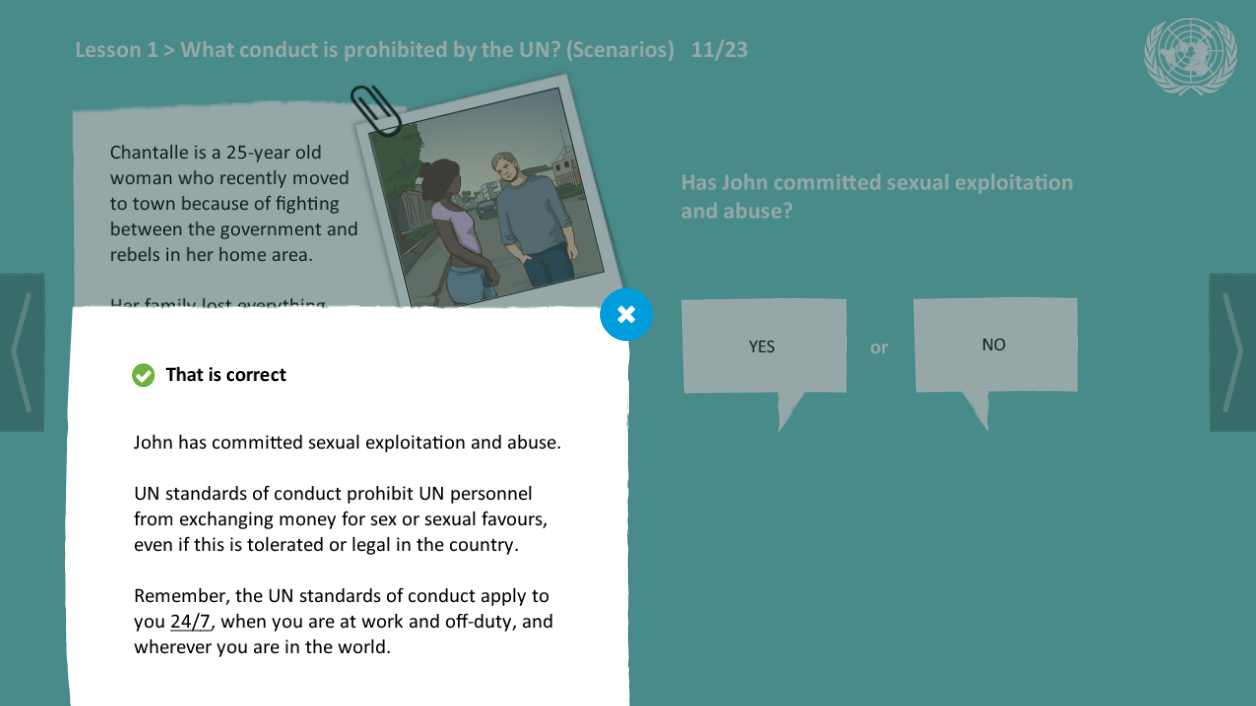 Lesson 1 > What conduct is prohibited by the UN? (Scenarios) 11/23
Chantalle is a 25-year old
woman who recently moved
to town because of fighting
between the government and
rebels in her home area.
Her family lost everything
Has John committed sexual exploitation
and abuse?
YES
or
NO
That is correct
John has committed sexual exploitation and abuse.
UN standards of conduct prohibit UN personnel
from exchanging money for sex or sexual favours,
even if this is tolerated or legal in the country.
Remember, the UN standards of conduct apply to
you 24/7, when you are at work and off-duty, and
wherever you are in the world.